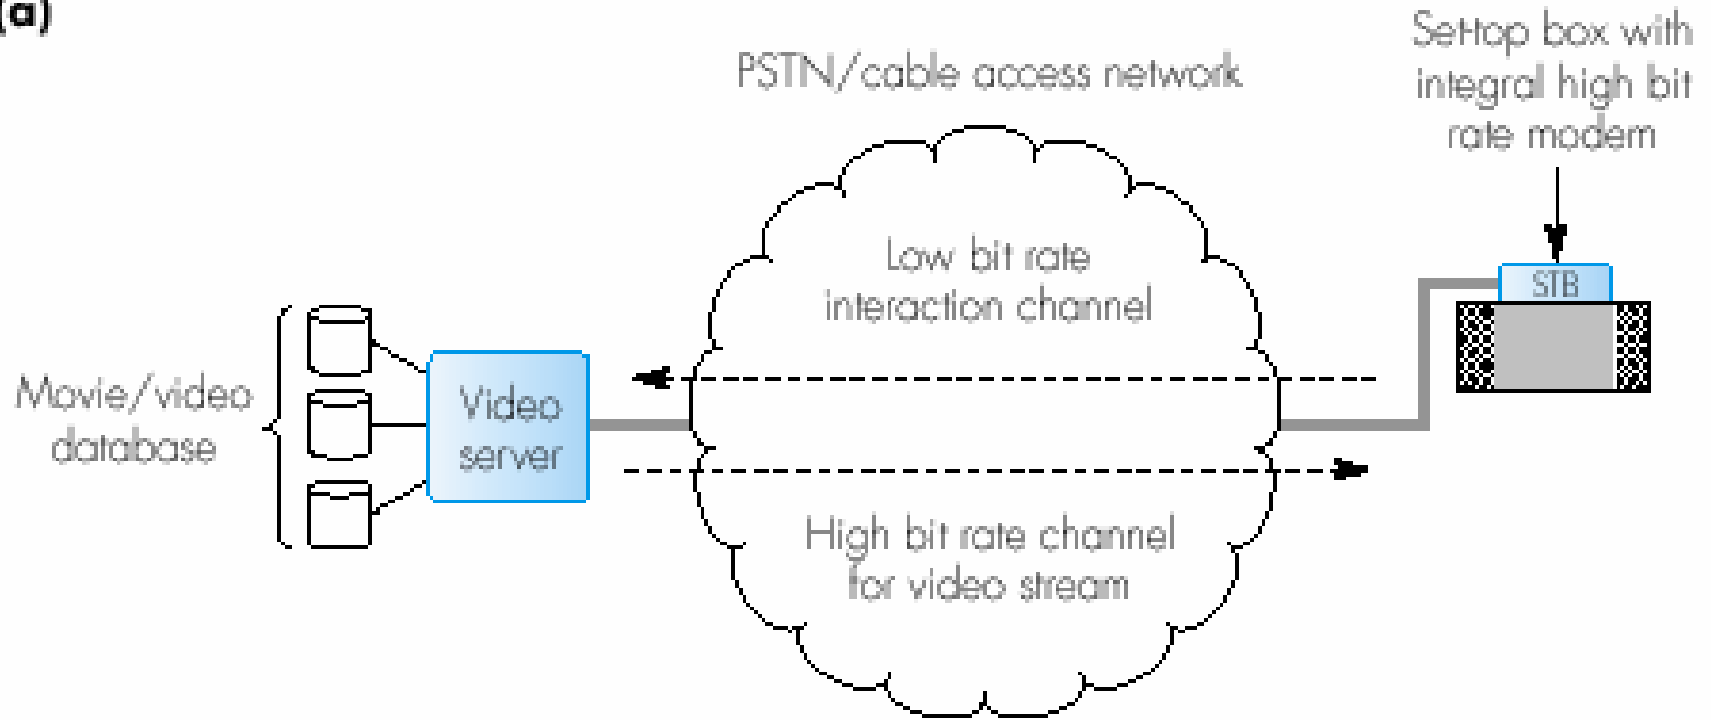 (a)
PSTN/cable access network
Set-top box with
integral high bit
rate modem
Low bit rate
interaction channel
STB
Movie/video
database
Video
server
High bit rate channel
for video stream